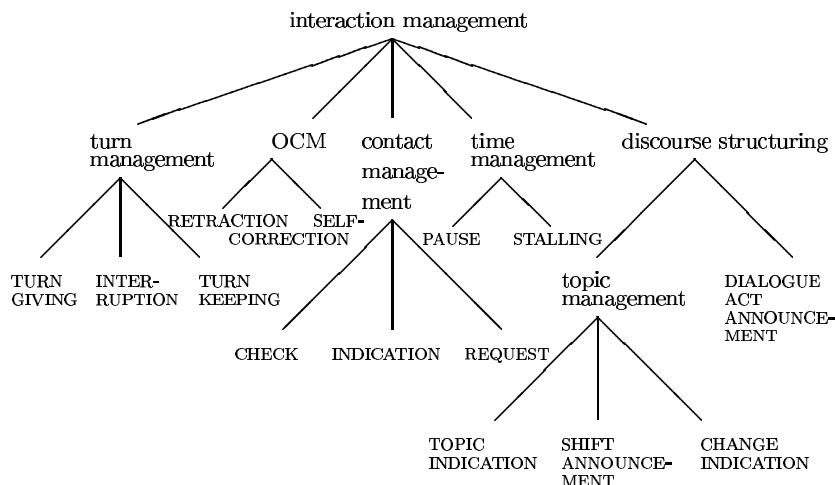 interaction management
turn
management
OCM
contact
manage-
ment
time
management
discourse structuring
RETRACTION
SELF-
CORRECTION
PAUSE
STALLING
TURN
GIVING
INTER-
RUPTION
TURN
KEEPING
topic
management
DIALOGUE
ACT
ANNOUNCE-
MENT
CHECK
INDICATION
REQUEST
TOPIC
INDICATION
SHIFT
ANNOUNCE-
MENT
CHANGE
INDICATION